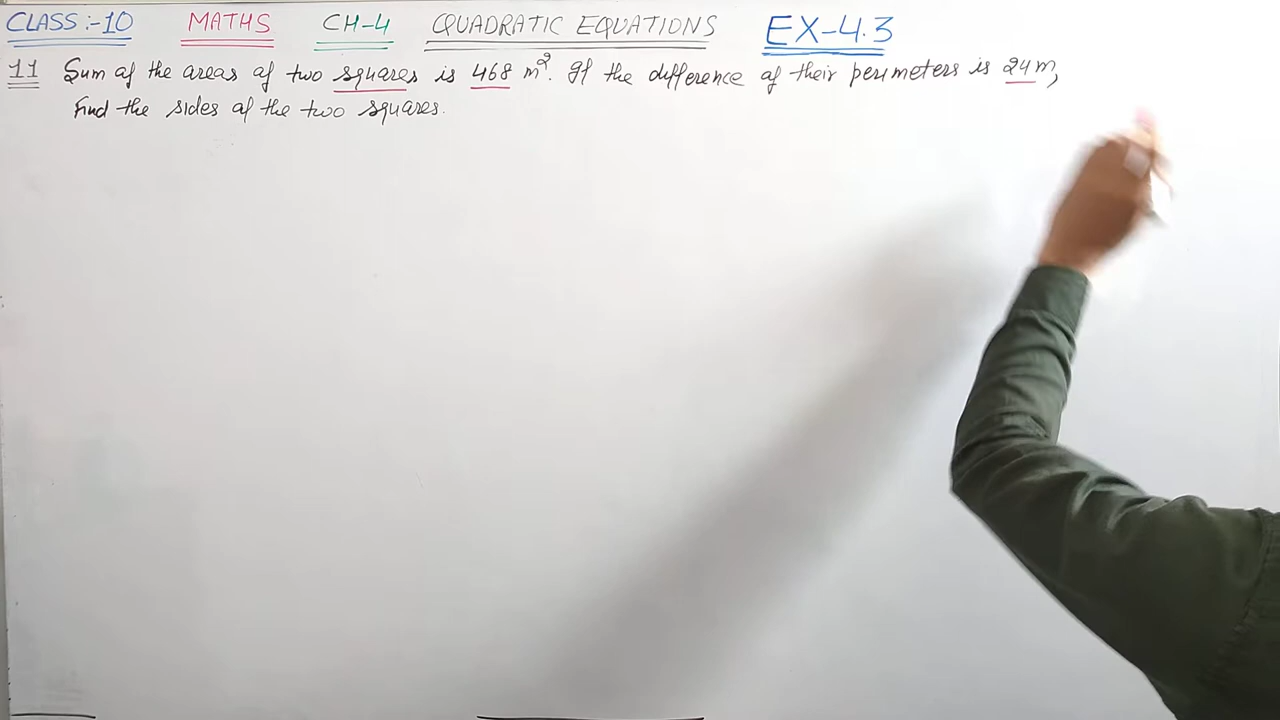 CLASS :- 10 MATHS CH-4 QUADRATIC EQUATIONS EX-4.3
11 Sum of the areas of two squares is 468 m². If the difference of their perimeters is 24m,
find the sides of the two squares.